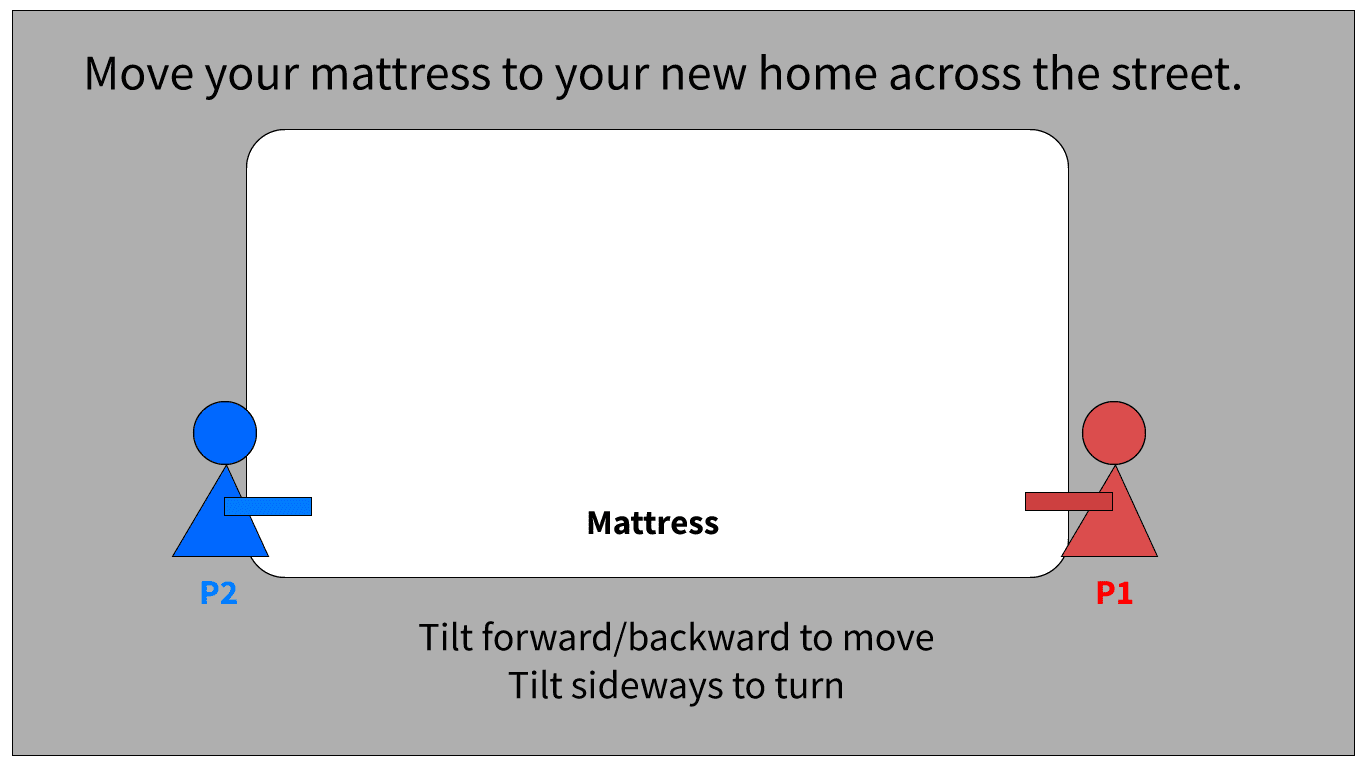 Move your mattress to your new home across the street.
Mattress
P2
P1
Tilt forward/backward to move
Tilt sideways to turn